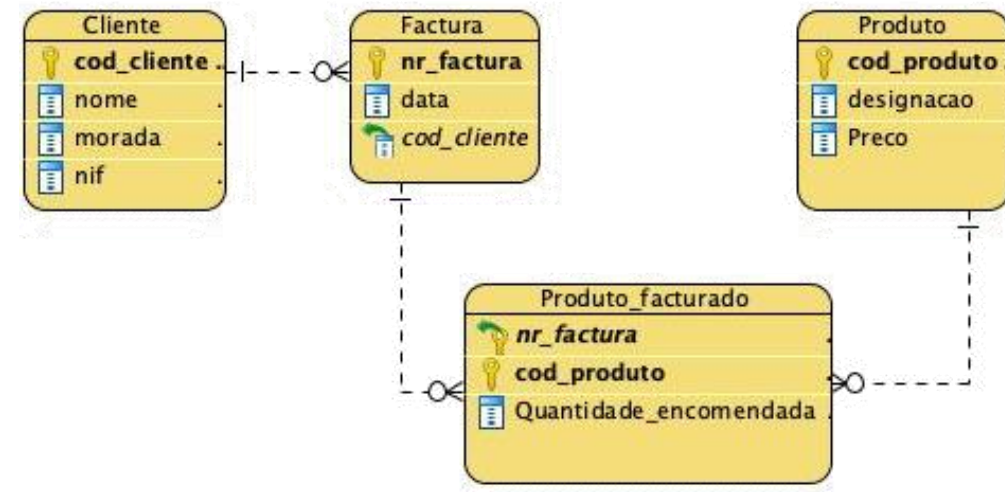 Cliente
cod_cliente
nome
morada
nif
Factura
nr_factura
data
cod_cliente
Produto
cod_produto
designacao
Preco
Produto_facturado
nr_factura
cod_produto
Quantidade_encomendada